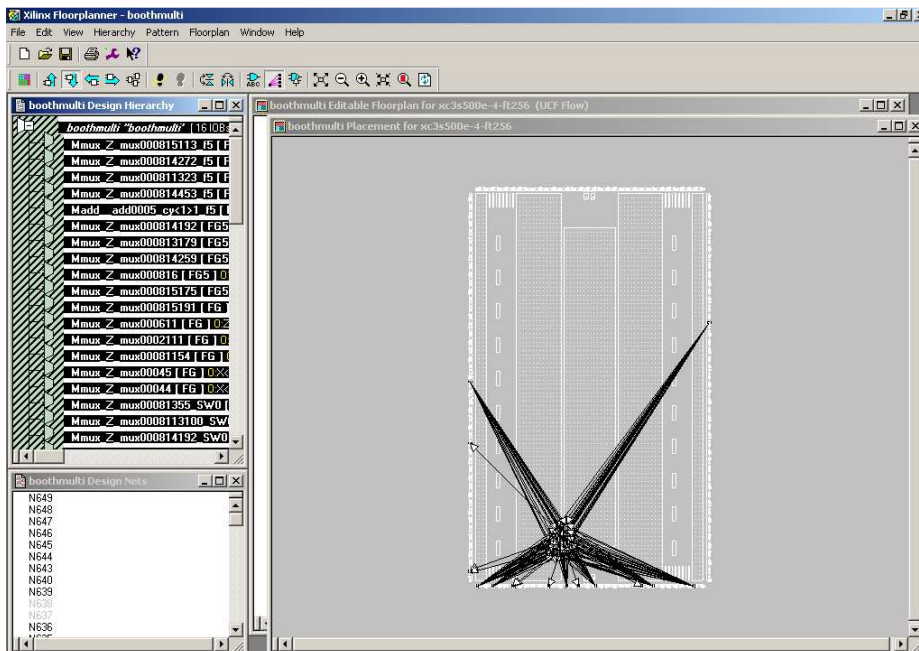 Xilinx Floorplanner - boothmulti
File Edit View Hierarchy Pattern Floorplan Window Help
ABC
boothmulti Design Hierarchy
boothmulti "boothmulti" [ 16 IOBs
Mmux_Z_mux000815113_f5 [ F
Mmux_Z_mux000814272_f5 [ F
Mmux_Z_mux000811323_f5 [ F
Mmux_Z_mux000814453_f5 [ F
Madd__add0005_cy<1>1_f5 [
Mmux_Z_mux000814192 [ FG5
Mmux_Z_mux000813179 [ FG5
Mmux_Z_mux000814259 [ FG5
Mmux_Z_mux000816 [ FG5 ]
Mmux_Z_mux000815175 [ FG5
Mmux_Z_mux000815191 [ FG
Mmux_Z_mux000611 [ FG ]
Mmux_Z_mux0002111 [ FG ]
Mmux_Z_mux00081154 [ FG ]
Mmux_Z_mux00045 [ FG ]
Mmux_Z_mux00044 [ FG ]
Mmux_Z_mux00081355_SW0 [
Mmux_Z_mux0008113100_SW
Mmux_Z_mux000814192_SW0
boothmulti Design Nets
N649
N648
N647
N646
N645
N644
N643
N640
N639
N638
N637
N636
boothmulti Editable Floorplan for xc3s500e-4-ft256 (UCF Flow)
boothmulti Placement for xc3s500e-4-ft256